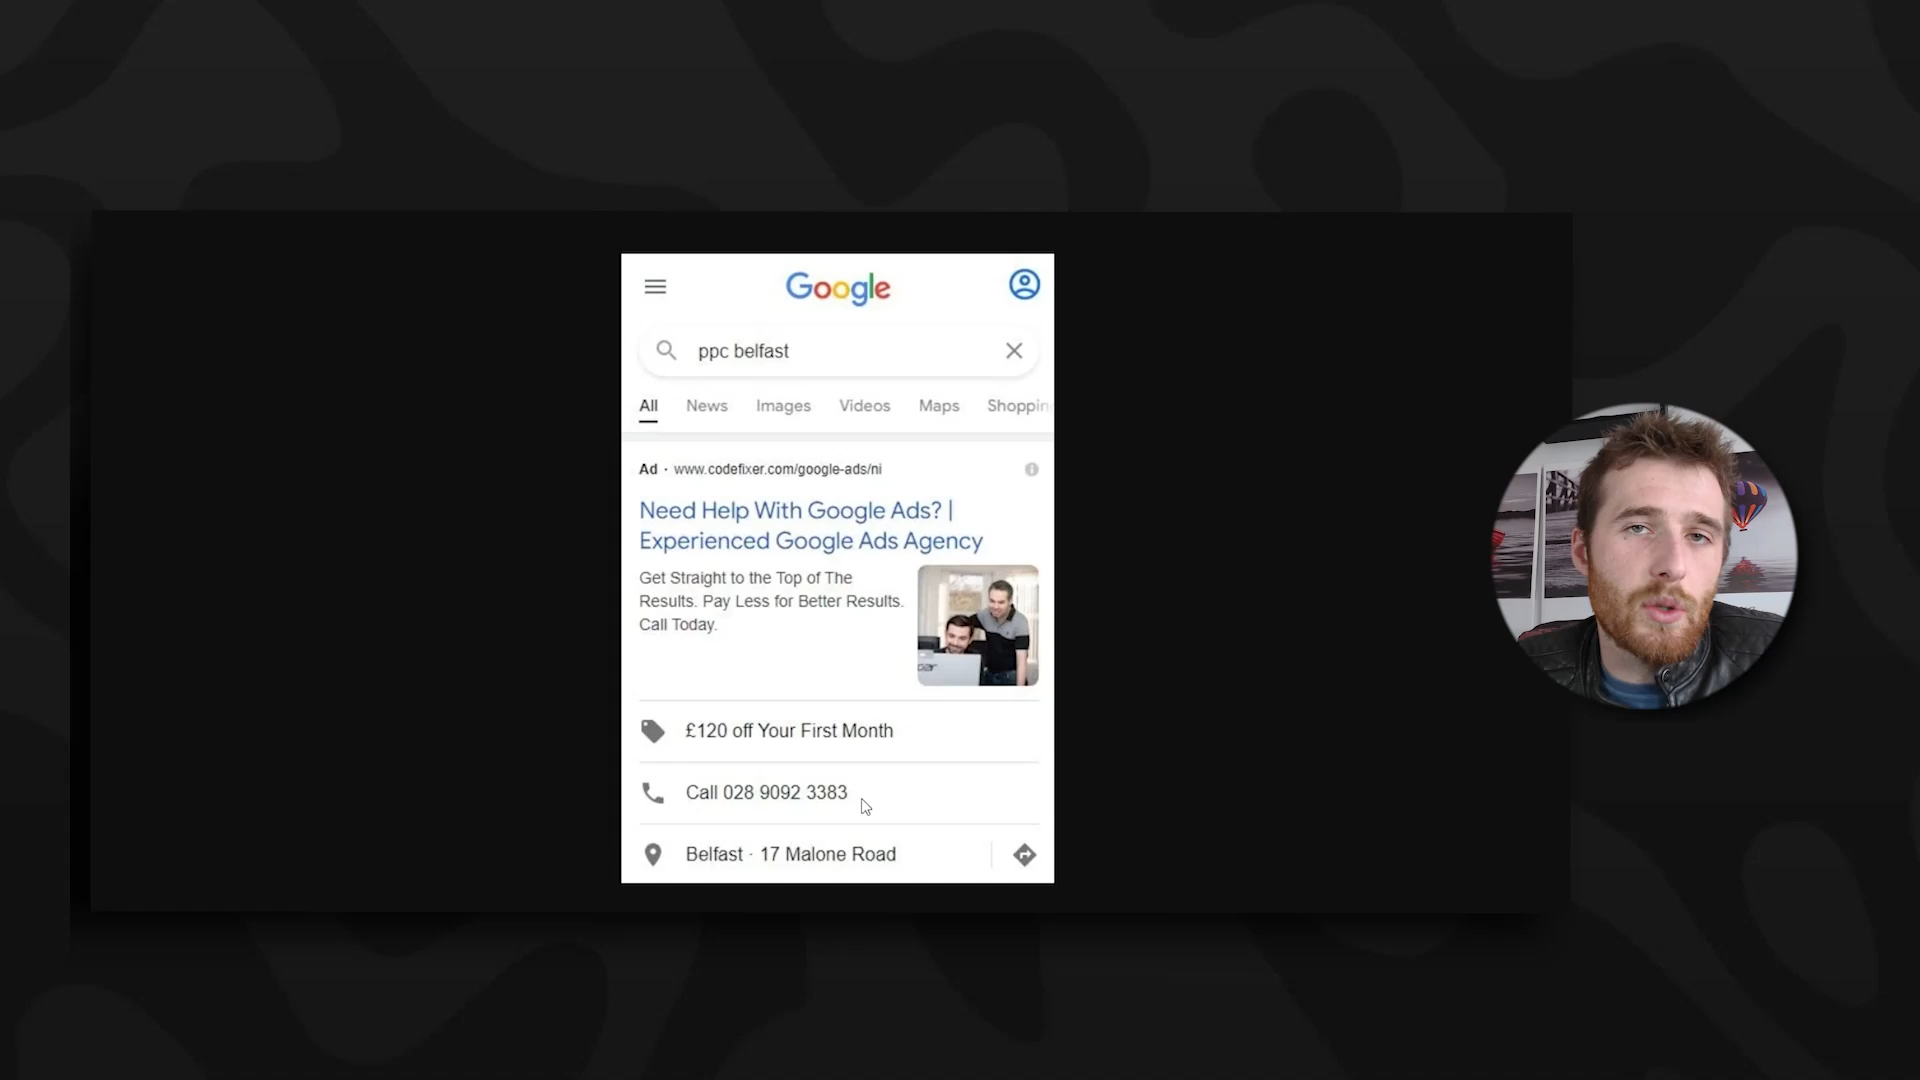 Google
ppc belfast
All News Images Videos Maps Shoppin
Ad · www.codefixer.com/google-ads/ni
Need Help With Google Ads? |
Experienced Google Ads Agency
Get Straight to the Top of The
Results. Pay Less for Better Results.
Call Today.
£120 off Your First Month
Call 028 9092 3383
Belfast · 17 Malone Road